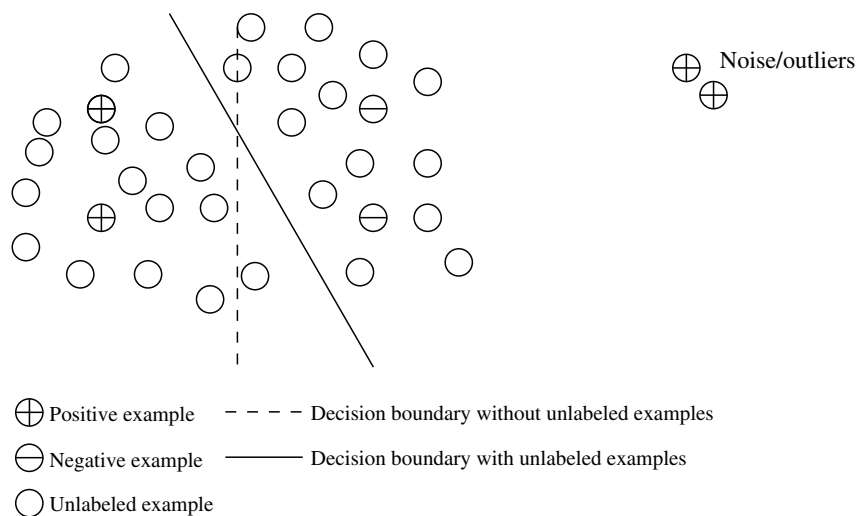 Noise/outliers
Positive example
Decision boundary without unlabeled examples
Negative example
Decision boundary with unlabeled examples
Unlabeled example